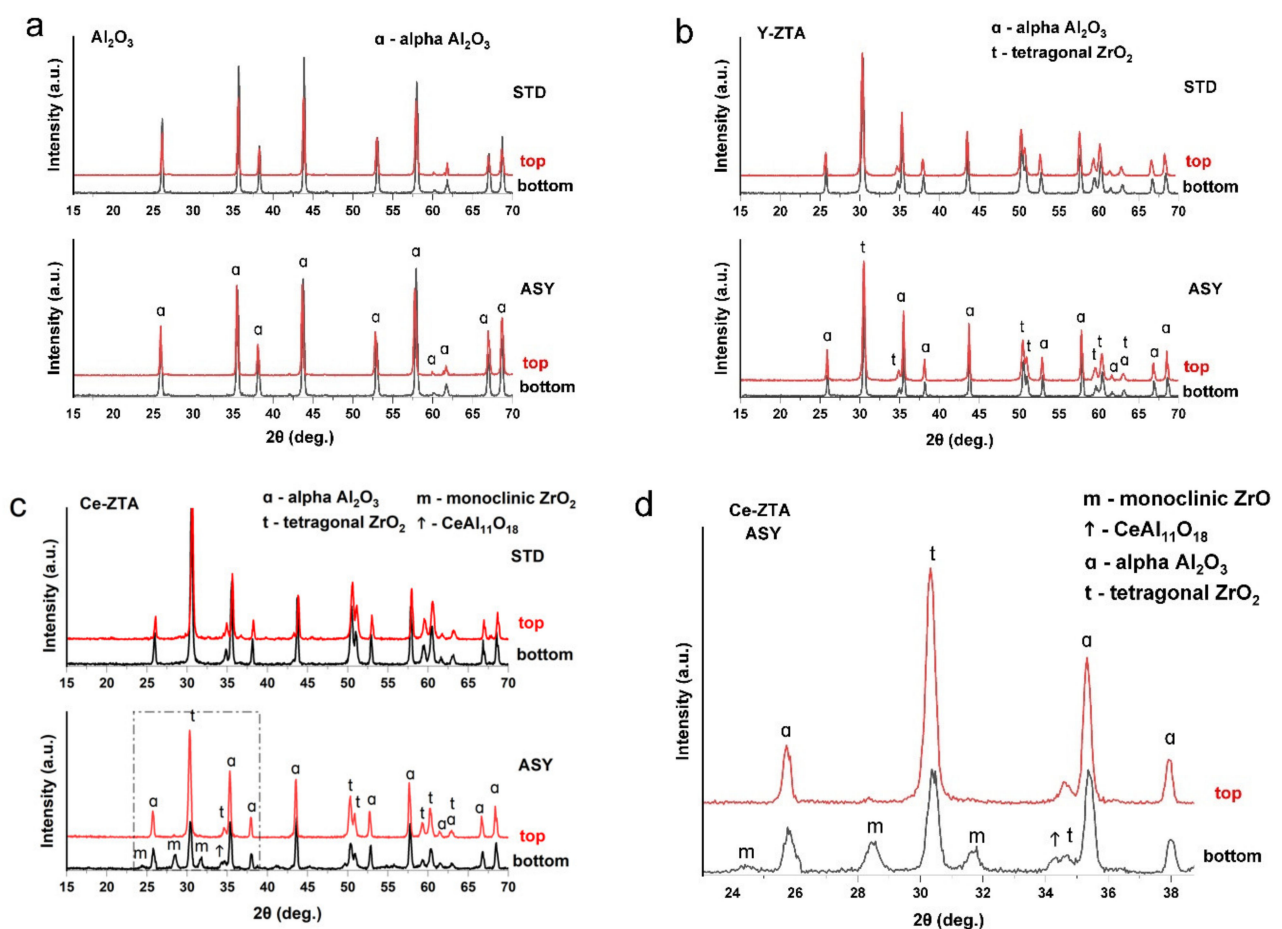 a
Al₂O₃
ɑ - alpha Al₂O₃
Intensity (a.u.)
STD
top
bottom
15 20 25 30 35 40 45 50 55 60 65 70
Intensity (a.u.)
ASY
ɑ ɑ ɑ ɑ ɑ ɑ ɑ ɑ ɑ ɑ
top
bottom
15 20 25 30 35 40 45 50 55 60 65 70
2θ (deg.)
b
Y-ZTA
ɑ - alpha Al₂O₃
t - tetragonal ZrO₂
Intensity (a.u.)
STD
top
bottom
15 20 25 30 35 40 45 50 55 60 65 70
Intensity (a.u.)
ASY
ɑ t t ɑ ɑ ɑ t t ɑ ɑ t t ɑ t ɑ ɑ ɑ
top
bottom
15 20 25 30 35 40 45 50 55 60 65 70
2θ (deg.)
c
Ce-ZTA
ɑ - alpha Al₂O₃
m - monoclinic ZrO₂
t - tetragonal ZrO₂
↑ - CeAl₁₁O₁₈
Intensity (a.u.)
STD
top
bottom
15 20 25 30 35 40 45 50 55 60 65 70
Intensity (a.u.)
ASY
ɑ t t ɑ ɑ ɑ t t ɑ ɑ t t ɑ t ɑ ɑ ɑ
top
m m m ↑
bottom
15 20 25 30 35 40 45 50 55 60 65 70
2θ (deg.)
d
Ce-ZTA
ASY
m - monoclinic ZrO
↑ - CeAl₁₁O₁₈
ɑ - alpha Al₂O₃
t - tetragonal ZrO₂
Intensity (a.u.)
ɑ t ɑ ɑ
top
m m m ↑ t
bottom
24 26 28 30 32 34 36 38
2θ (deg.)